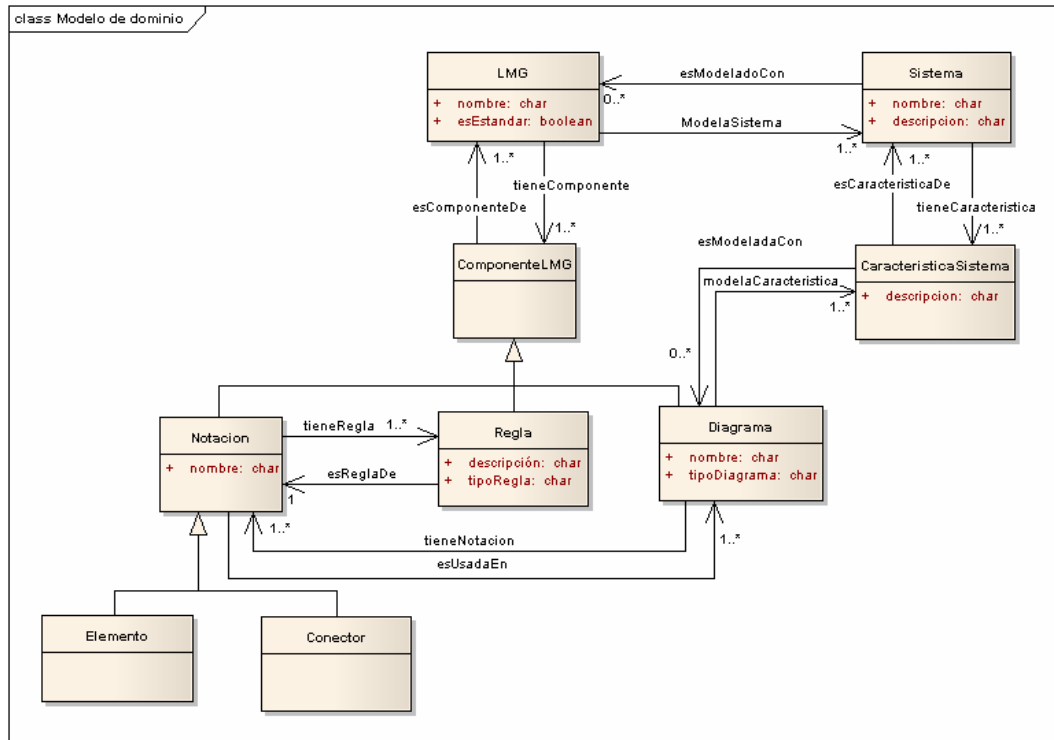 class Modelo de dominio
LMG
+ nombre: char
+ esEstandar: boolean
esModeladoCon
0..*
ModelaSistema
1..*
Sistema
+ nombre: char
+ descripcion: char
1..*
tieneComponente
esComponenteDe
1..*
1..*
esCaracteristicaDe
tieneCaracteristica
1..*
ComponenteLMG
esModeladaCon
modelaCaracteristica
1..*
0..*
CaracteristicaSistema
+ descripcion: char
Notacion
+ nombre: char
tieneRegla 1..*
esReglaDe
1
Regla
+ descripción: char
+ tipoRegla: char
Diagrama
+ nombre: char
+ tipoDiagrama: char
1..*
tieneNotacion
1..*
esUsadaEn
Elemento
Conector